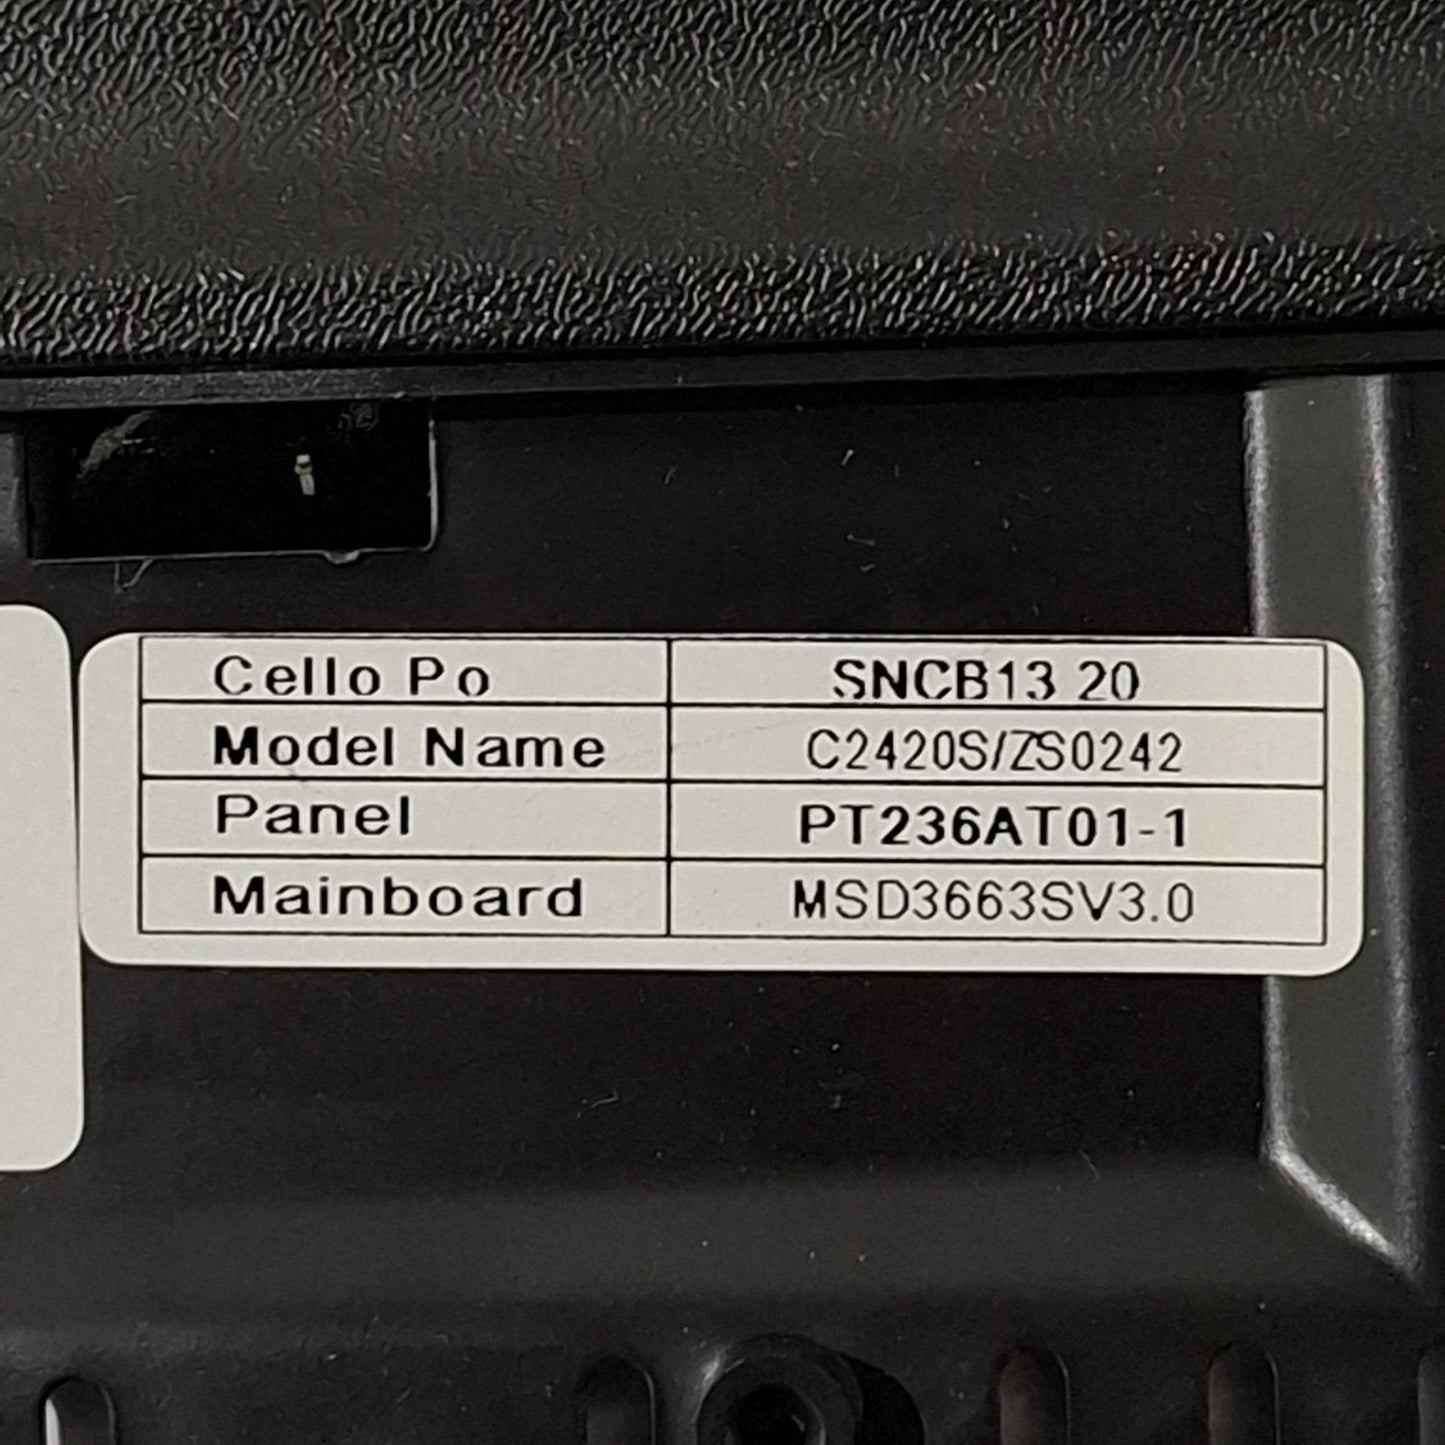 Cello Po SNCB13 20
Model Name C2420S/ZS0242
Panel PT236AT01-1
Mainboard MSD3663SV3.0